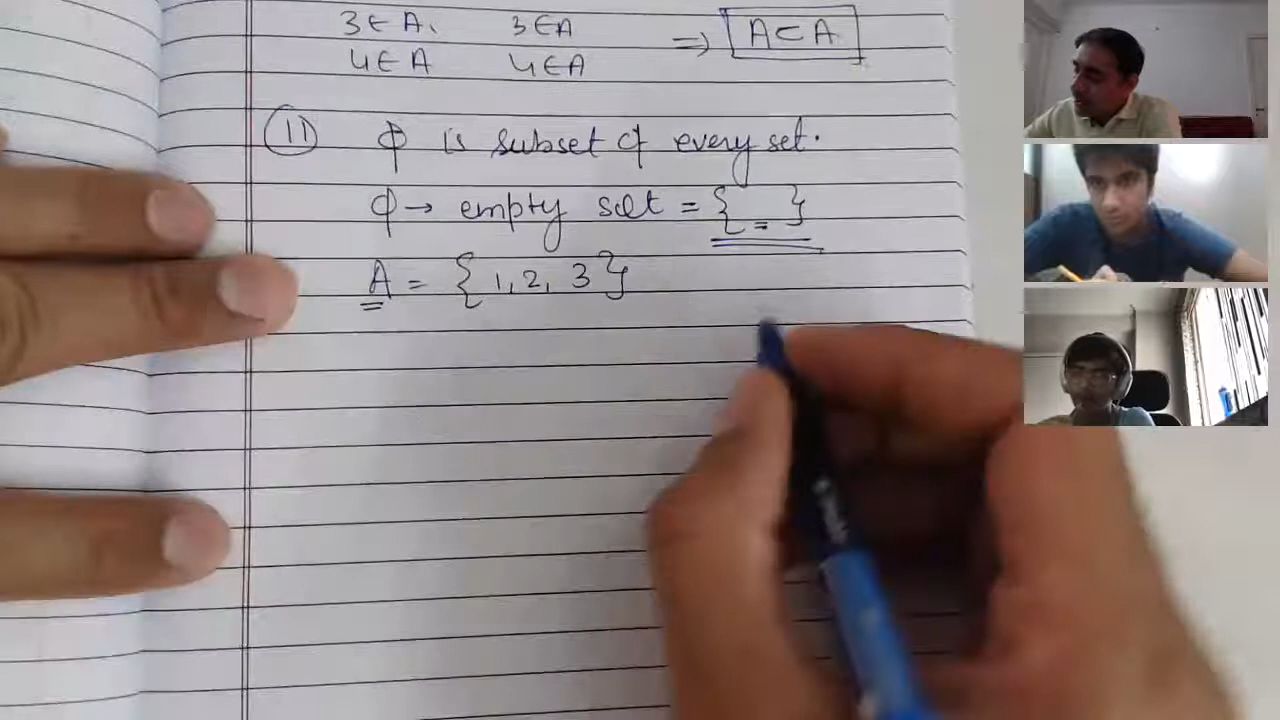 3 ∈ A, 3 ∈ A ⇒ A ⊂ A
4 ∈ A 4 ∈ A
11) ϕ is subset of every set.
ϕ → empty set = { }
A = { 1, 2, 3 }